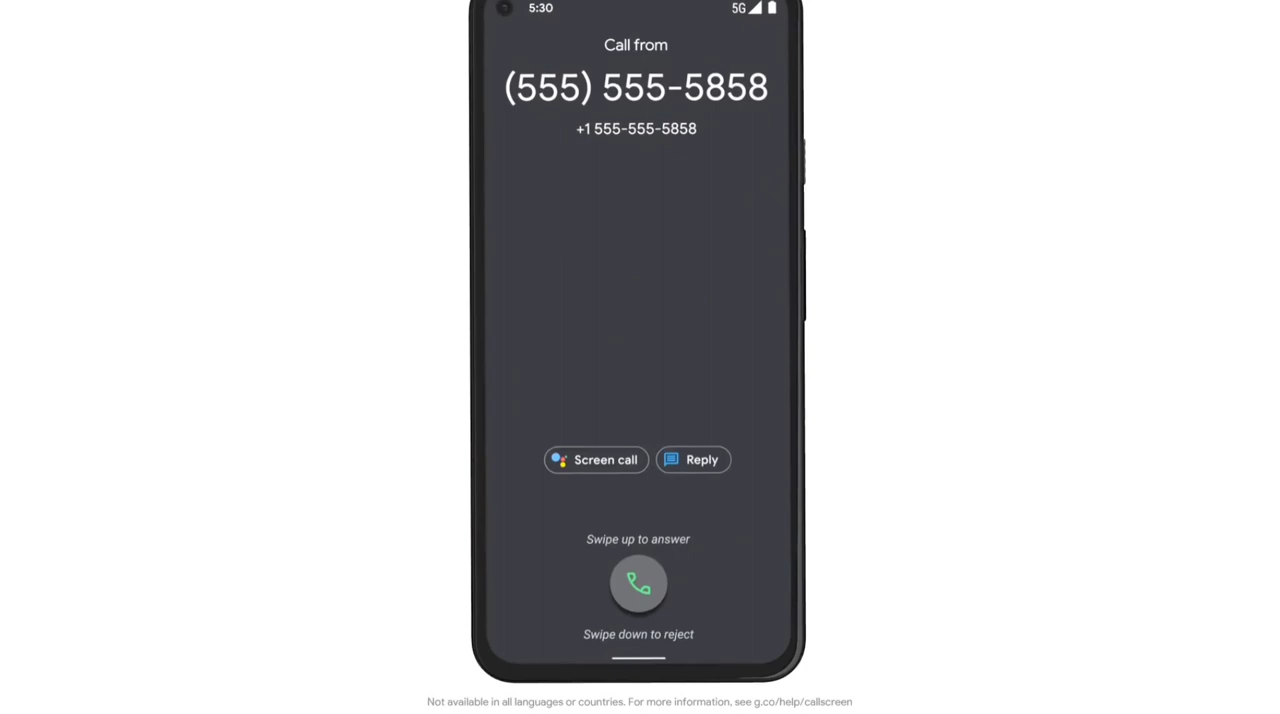 5:30 5G
Call from
(555) 555-5858
+1 555-555-5858
Screen call Reply
Swipe up to answer
Swipe down to reject
Not available in all languages or countries. For more information, see g.co/help/callscreen